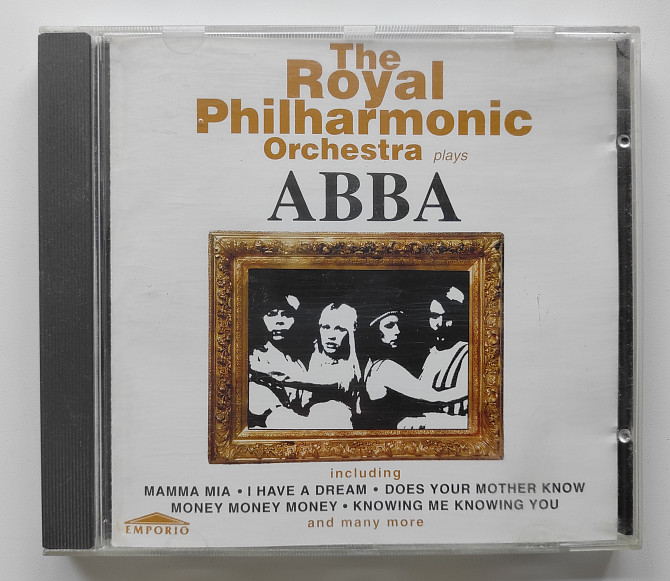 The
Royal
Philharmonic
Orchestra plays
ABBA
including
MAMMA MIA • I HAVE A DREAM • DOES YOUR MOTHER KNOW
MONEY MONEY MONEY • KNOWING ME KNOWING YOU
and many more
EMPORIO